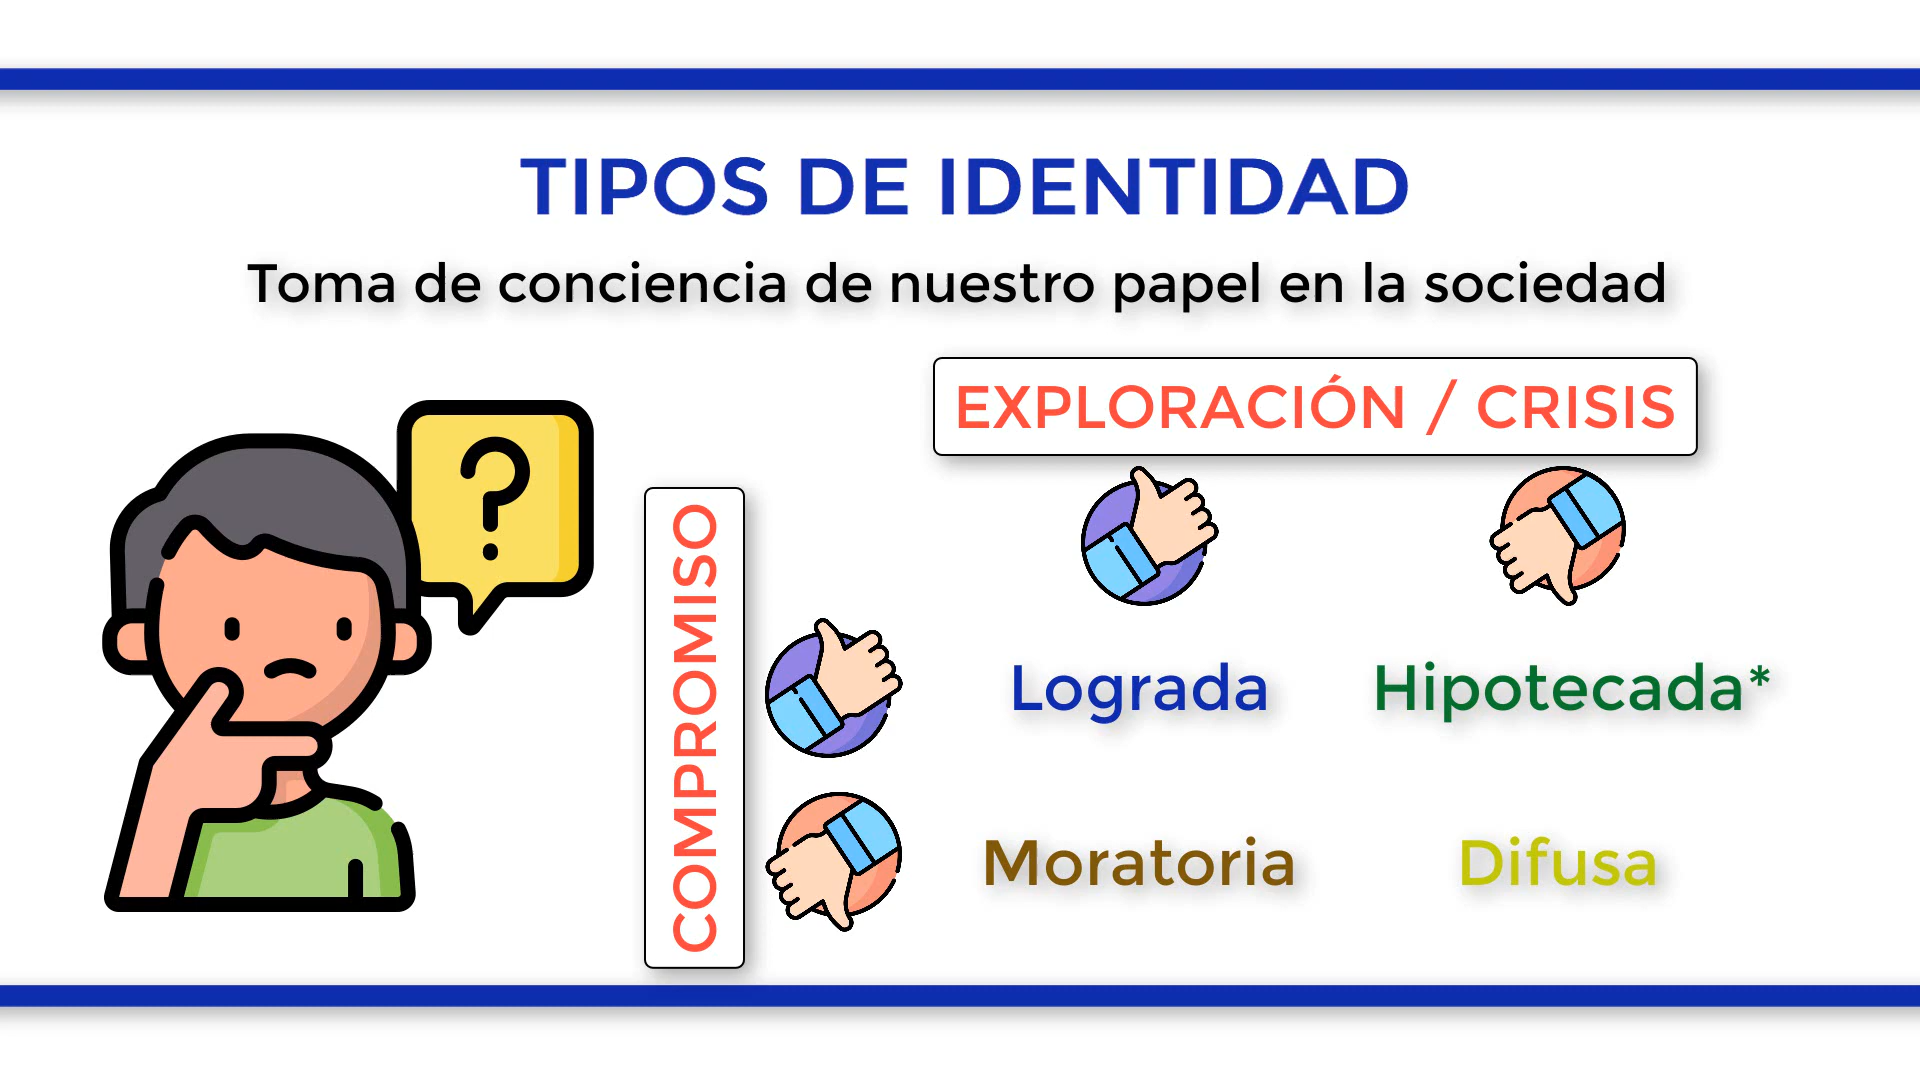 TIPOS DE IDENTIDAD
Toma de conciencia de nuestro papel en la sociedad
EXPLORACIÓN / CRISIS
?
COMPROMISO
Lograda Hipotecada*
Moratoria Difusa